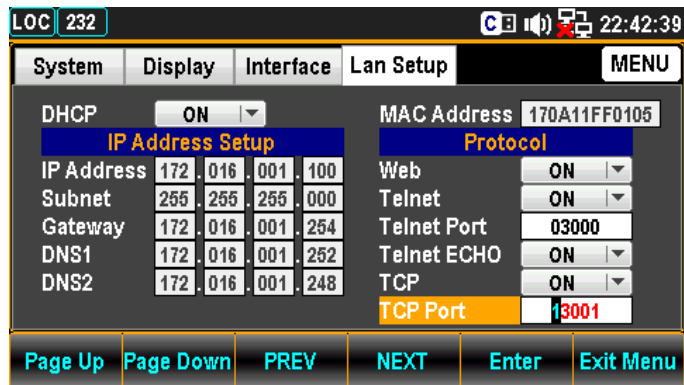 LOC 232 C 22:42:39
System Display Interface Lan Setup MENU
DHCP ON MAC Address 170A11FF0105
IP Address Setup Protocol
IP Address 172 . 016 . 001 . 100 Web ON
Subnet 255 . 255 . 255 . 000 Telnet ON
Gateway 172 . 016 . 001 . 254 Telnet Port 03000
DNS1 172 . 016 . 001 . 252 Telnet ECHO ON
DNS2 172 . 016 . 001 . 248 TCP ON
TCP Port 13001
Page Up Page Down PREV NEXT Enter Exit Menu